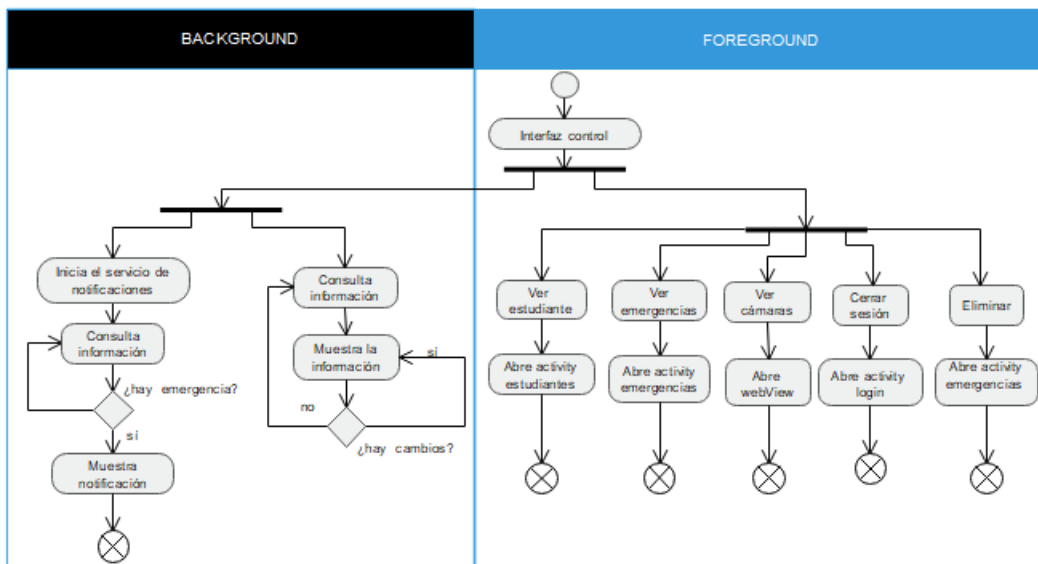 BACKGROUND
FOREGROUND
Interfaz control
Inicia el servicio de
notificaciones
Consulta
información
¿hay emergencia?
sí
Muestra
notificación
Consulta
información
Muestra la
información
sí
no
¿hay cambios?
Ver
estudiante
Abre activity
estudiantes
Ver
emergencias
Abre activity
emergencias
Ver
cámaras
Abre
webView
Cerrar
sesión
Abre activity
login
Eliminar
Abre activity
emergencias